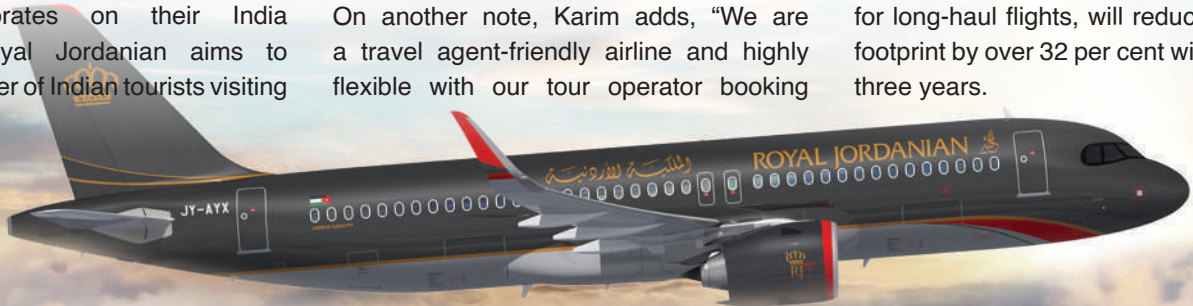 brates on their India
yal Jordanian aims to
er of Indian tourists visiting
On another note, Karim adds, “We are
a travel agent-friendly airline and highly
flexible with our tour operator booking
for long-haul flights, will reduc
footprint by over 32 per cent wi
three years.
الملكية الأردنية
ROYAL JORDANIAN
JY-AYX
RJ